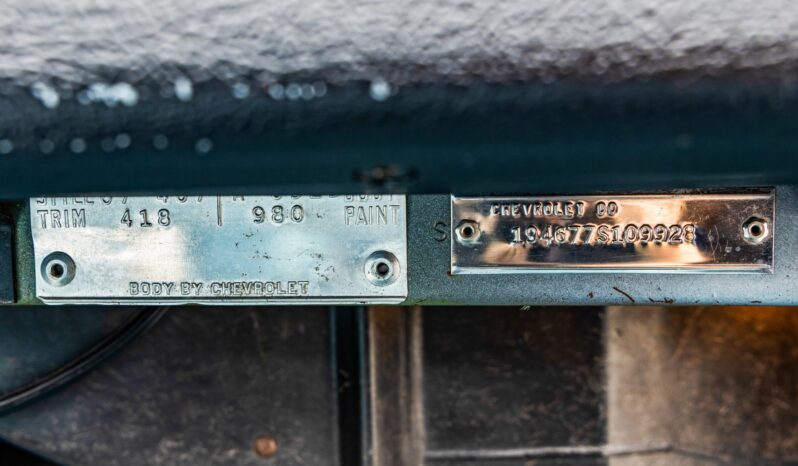 TRIM 418 980 PAINT
BODY BY CHEVROLET
S
CHEVROLET CO
194677S109928